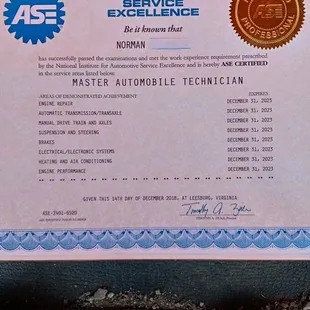 ASE
SERVICE
EXCELLENCE
ASE
PROFESSIONAL
Be it known that
NORMAN
has successfully passed the examinations and met the work experience requirement prescribed
by the National Institute for Automotive Service Excellence and is hereby ASE CERTIFIED
in the service areas listed below:
MASTER AUTOMOBILE TECHNICIAN
AREAS OF DEMONSTRATED ACHIEVEMENT EXPIRES
ENGINE REPAIR DECEMBER 31, 2023
AUTOMATIC TRANSMISSION/TRANSAXLE DECEMBER 31, 2023
MANUAL DRIVE TRAIN AND AXLES DECEMBER 31, 2023
SUSPENSION AND STEERING DECEMBER 31, 2023
BRAKES DECEMBER 31, 2023
ELECTRICAL/ELECTRONIC SYSTEMS DECEMBER 31, 2023
HEATING AND AIR CONDITIONING DECEMBER 31, 2023
ENGINE PERFORMANCE DECEMBER 31, 2023
GIVEN THIS 14TH DAY OF DECEMBER 2018, AT LEESBURG, VIRGINIA
Timothy A.